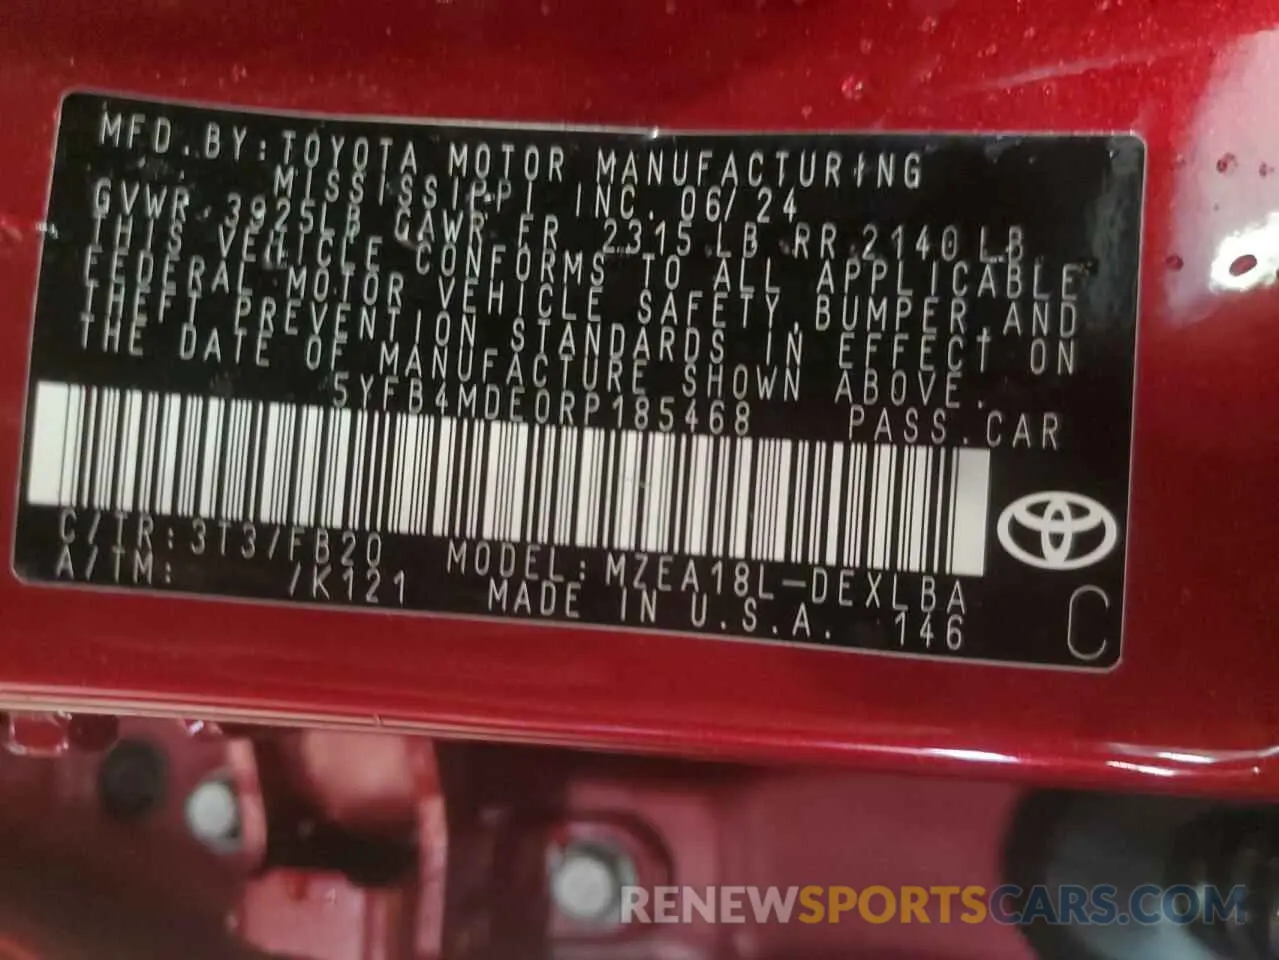 MFD.BY:TOYOTA MOTOR MANUFACTURING
MISSISSIPPI INC. 06/24
GVWR 3925LB GAWR FR 2315 LB RR 2140 LB
THIS VEHICLE CONFORMS TO ALL APPLICABLE
FEDERAL MOTOR VEHICLE SAFETY,BUMPER,AND
THEFT PREVENTION STANDARDS IN EFFECT ON
THE DATE OF MANUFACTURE SHOWN ABOVE.
5YFB4MDE0RP185468 PASS.CAR
C/TR:3T37FB20 MODEL:MZEA18L-DEXLBA
A/TM: /K121 MADE IN U.S.A. 146
C
RENEWSPORTSCARS.COM